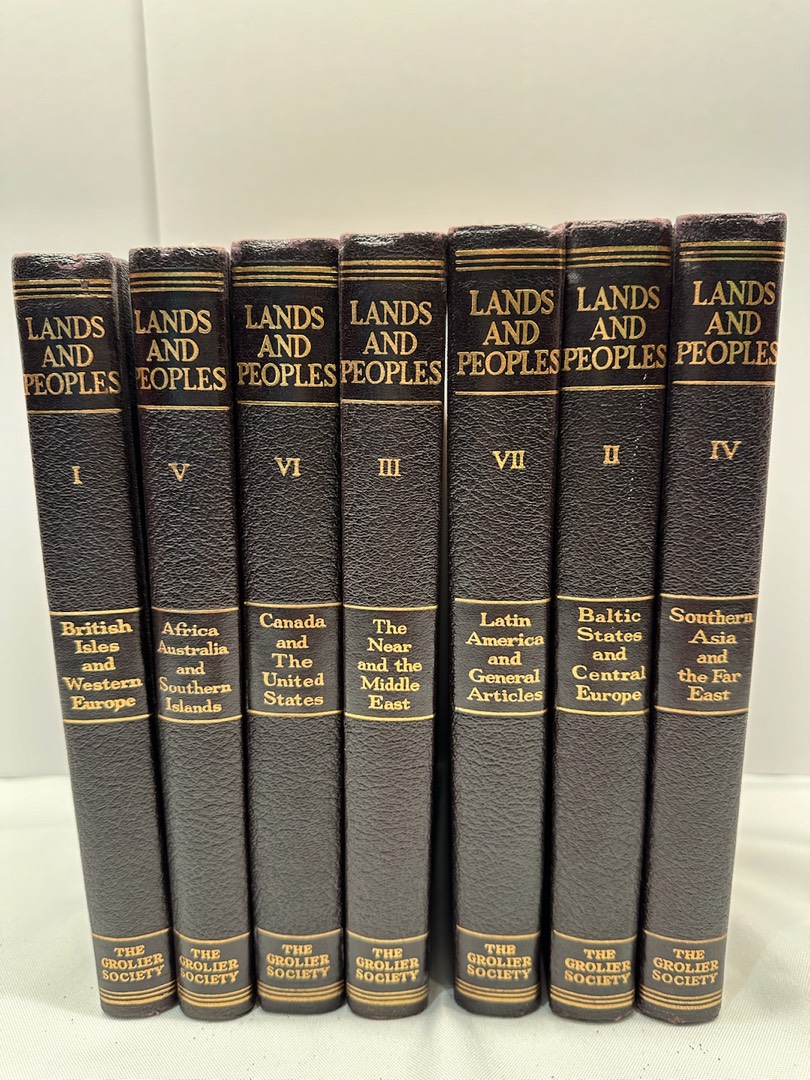 LANDS
AND
PEOPLES
I
British
Isles
and
Western
Europe
THE
GROLIER
SOCIETY
LANDS
AND
PEOPLES
V
Africa
Australia
and
Southern
Islands
THE
GROLIER
SOCIETY
LANDS
AND
PEOPLES
VI
Canada
and
The
United
States
THE
GROLIER
SOCIETY
LANDS
AND
PEOPLES
III
The
Near
and the
Middle
East
THE
GROLIER
SOCIETY
LANDS
AND
PEOPLES
VII
Latin
America
and
General
Articles
THE
GROLIER
SOCIETY
LANDS
AND
PEOPLES
II
Baltic
States
and
Central
Europe
THE
GROLIER
SOCIETY
LANDS
AND
PEOPLES
IV
Southern
Asia
and
the Far
East
THE
GROLIER
SOCIETY